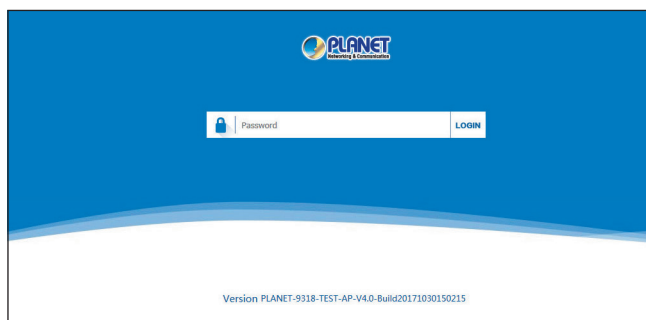 PLANET
Networking & Communication
Password LOGIN
Version PLANET-9318-TEST-AP-V4.0-Build20171030150215